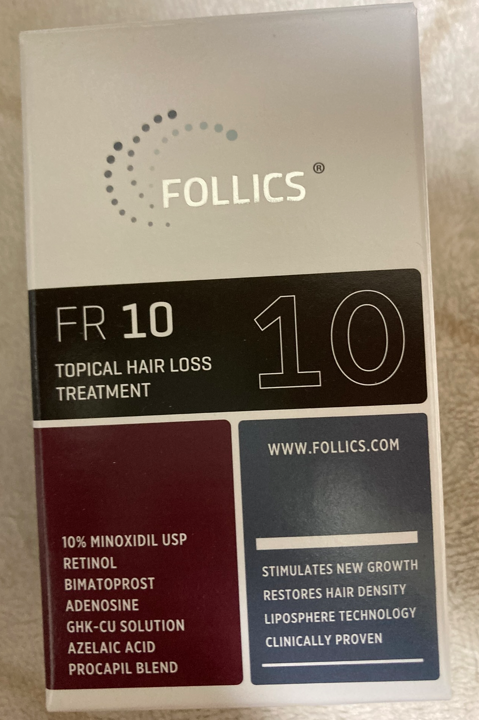 FOLLICS®
FR 10
10
TOPICAL HAIR LOSS
TREATMENT
10% MINOXIDIL USP
RETINOL
BIMATOPROST
ADENOSINE
GHK-CU SOLUTION
AZELAIC ACID
PROCAPIL BLEND
WWW.FOLLICS.COM
STIMULATES NEW GROWTH
RESTORES HAIR DENSITY
LIPOSPHERE TECHNOLOGY
CLINICALLY PROVEN